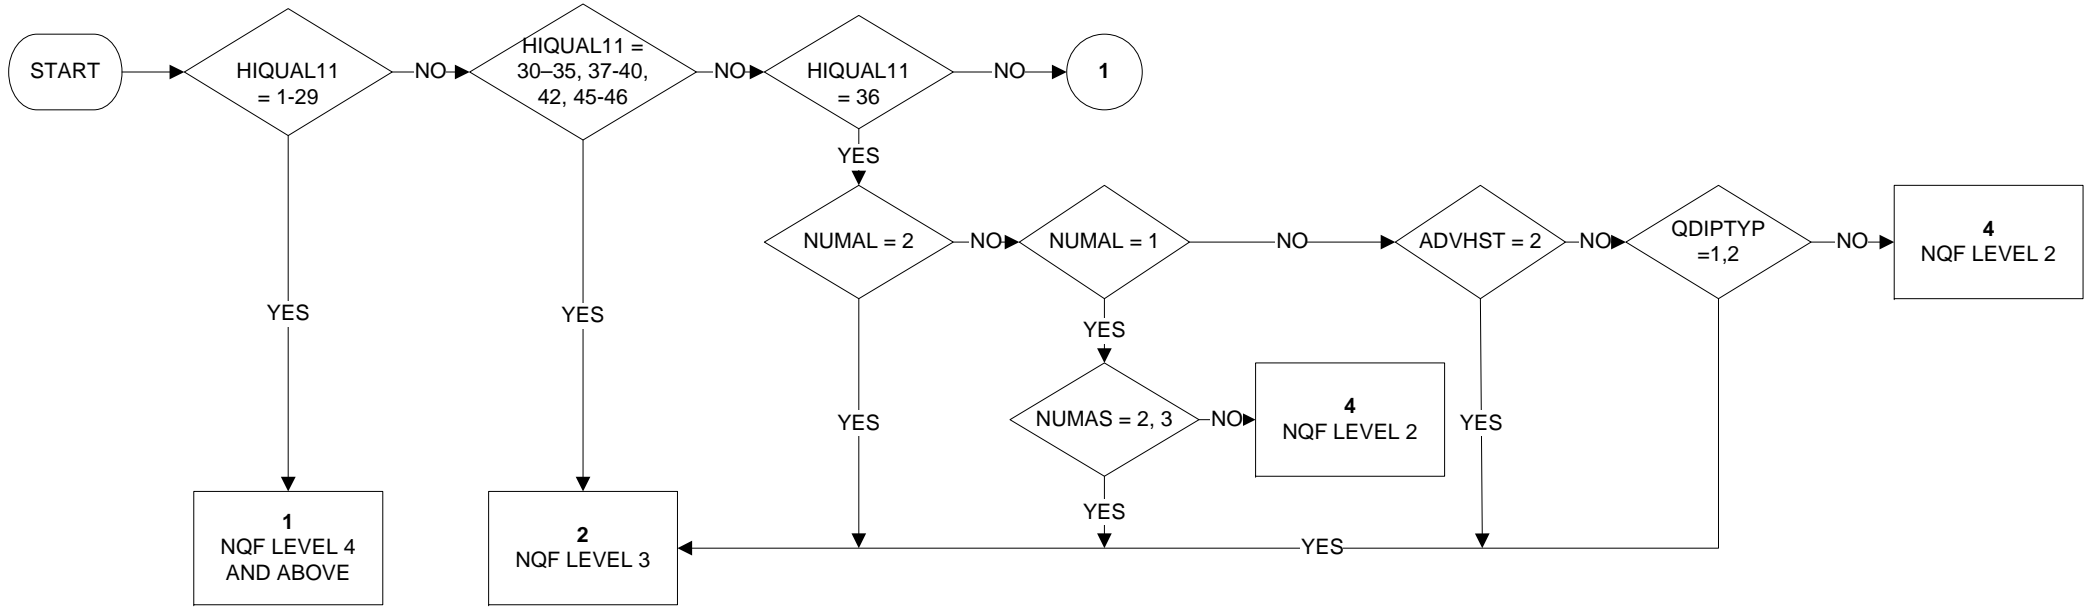 START
HIQUAL11
= 1-29
NO
HIQUAL11 =
30–35, 37-40,
42, 45-46
NO
HIQUAL11
= 36
NO
1
YES
NUMAL = 2
NO
NUMAL = 1
NO
ADVHST = 2
NO
QDIPTYP
=1,2
NO
4
NQF LEVEL 2
YES
YES
YES
NUMAS = 2, 3
NO
4
NQF LEVEL 2
YES
YES
YES
1
NQF LEVEL 4
AND ABOVE
2
NQF LEVEL 3
YES